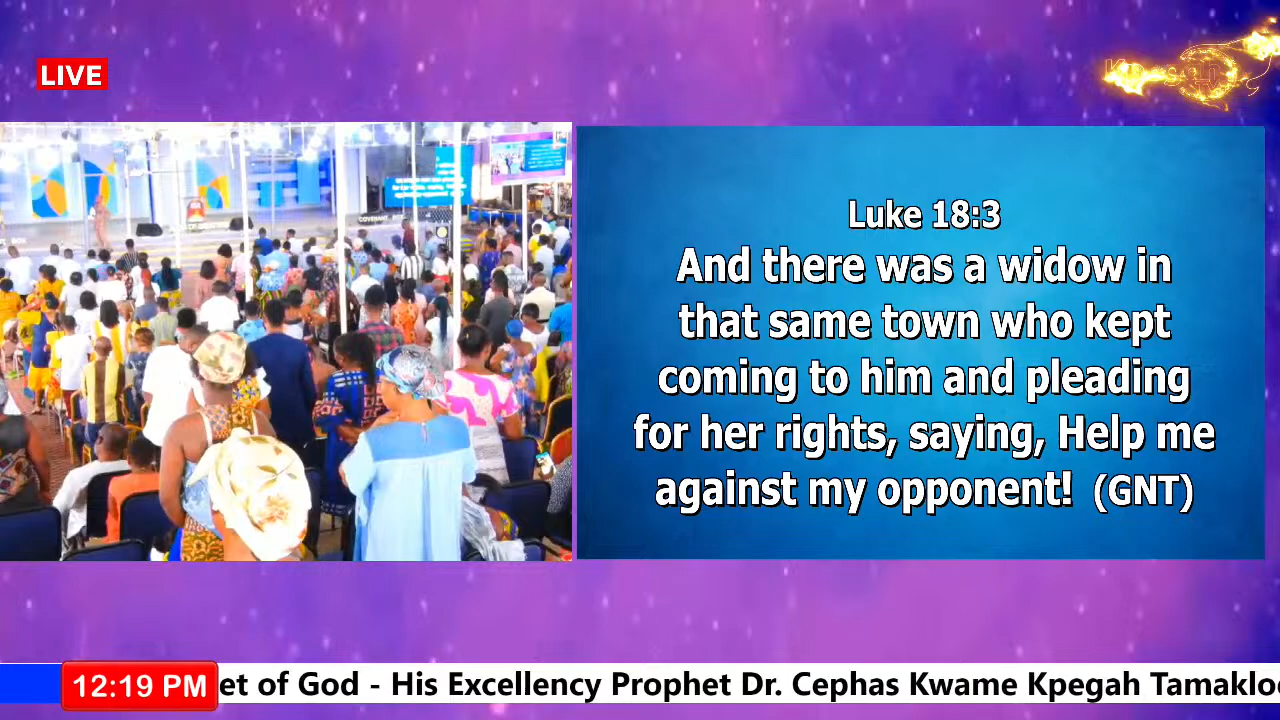 LIVE
Luke 18:3
And there was a widow in
that same town who kept
coming to him and pleading
for her rights, saying, Help me
against my opponent! (GNT)
COVENANT
12:19 PM
et of God - His Excellency Prophet Dr. Cephas Kwame Kpegah Tamakloe